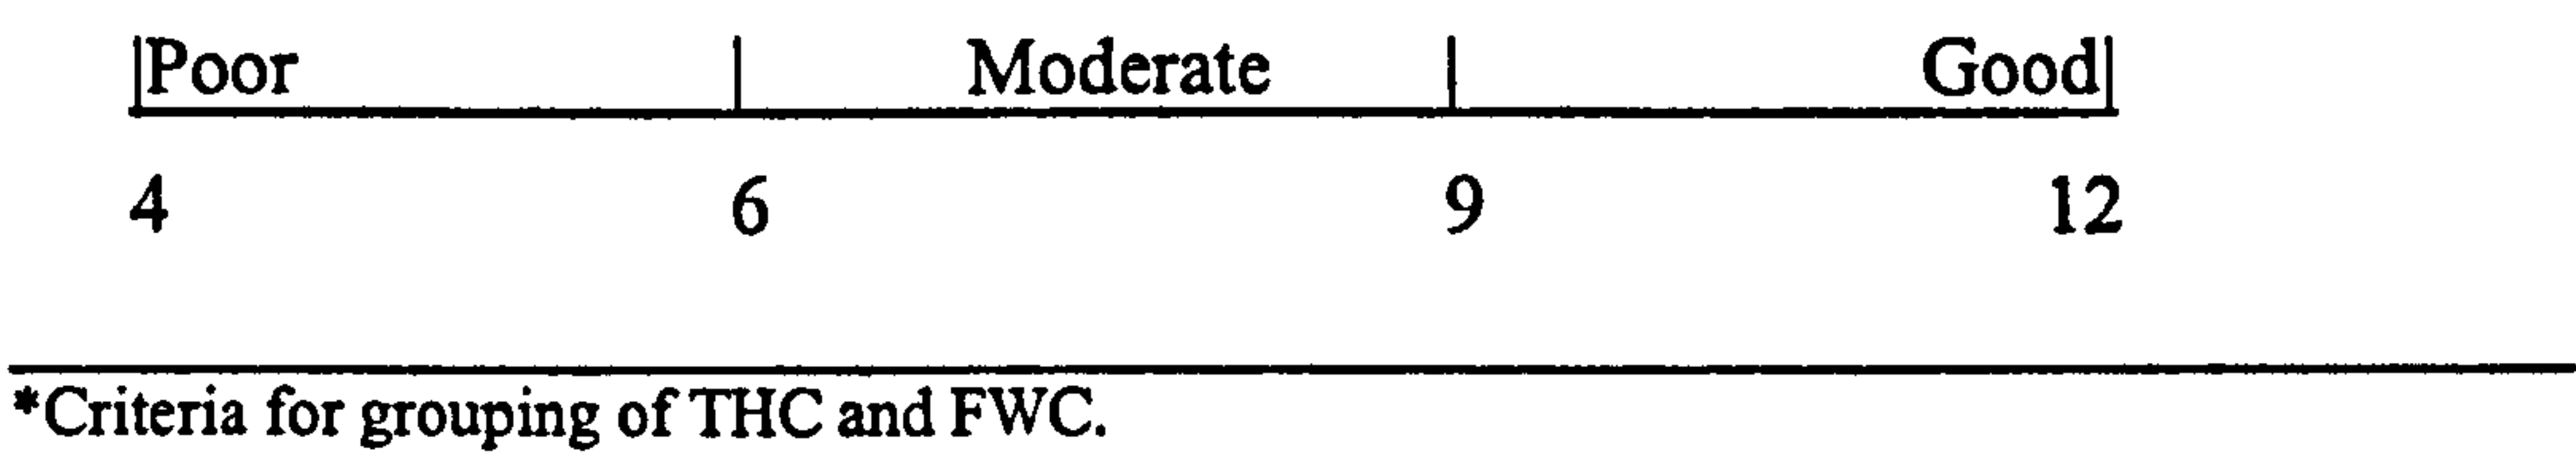 Poor Moderate Good
4 6 9 12
*Criteria for grouping of THC and FWC.